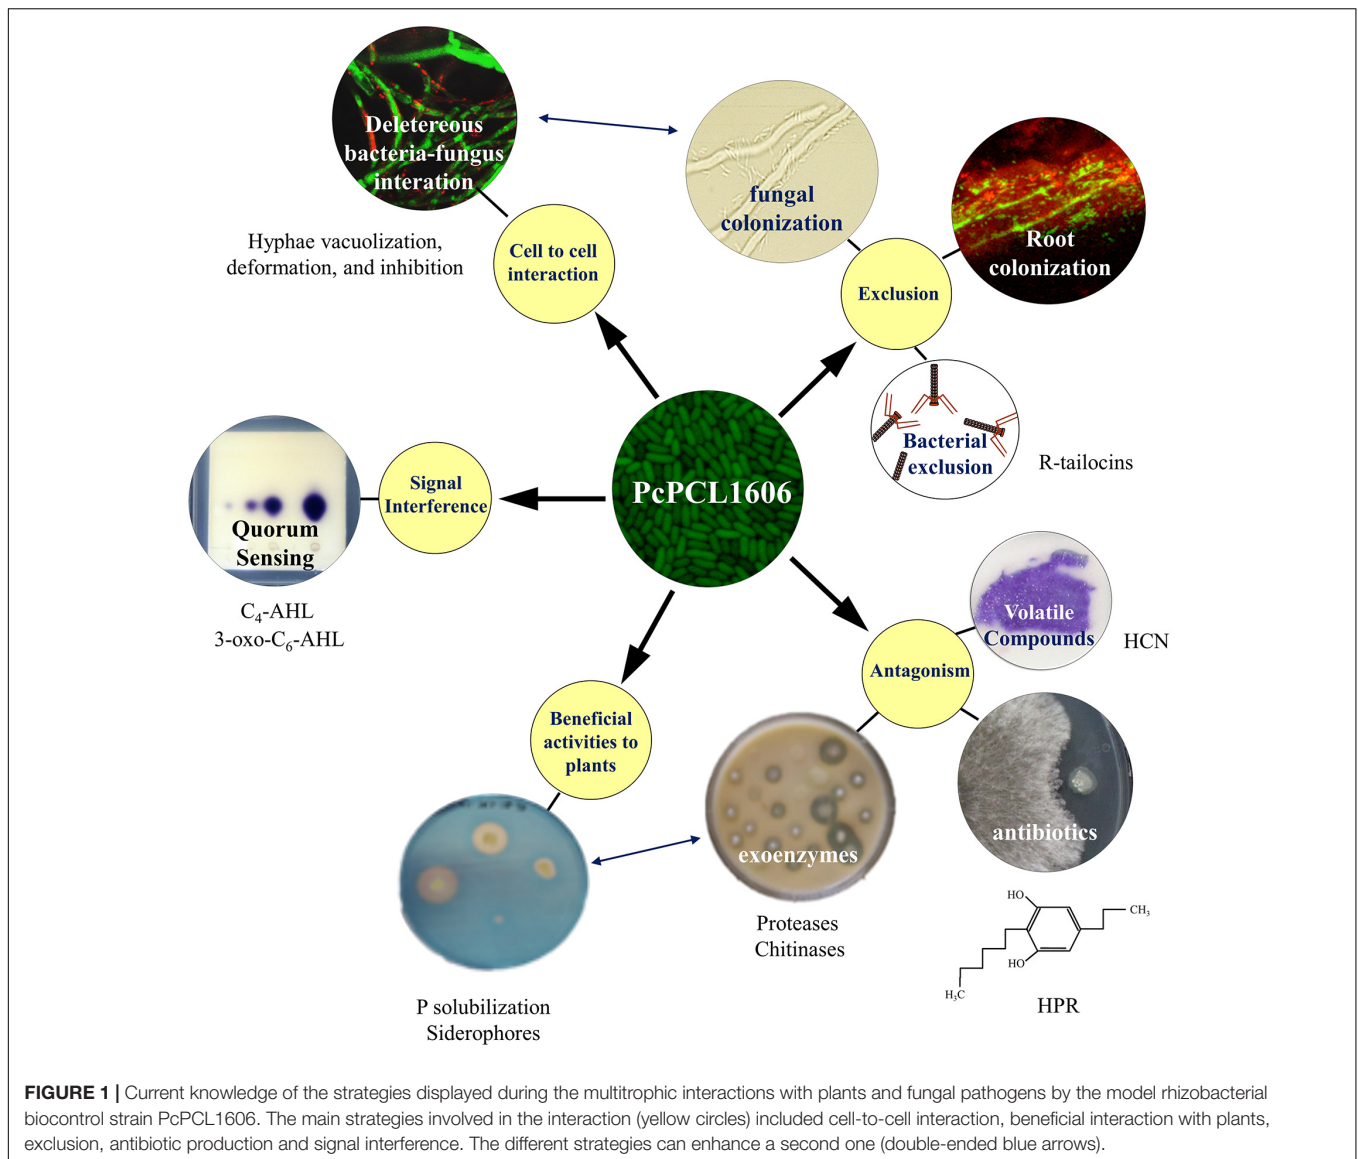 Deletereous
bacteria-fungus
interation
Hyphae vacuolization,
deformation, and inhibition
Cell to cell
interaction
fungal
colonization
Root
colonization
Exclusion
Bacterial
exclusion
R-tailocins
PcPCL1606
Signal
Interference
Quorum
Sensing
C₄-AHL
3-oxo-C₆-AHL
Volatile
Compounds
HCN
Antagonism
Beneficial
activities to
plants
antibiotics
exoenzymes
Proteases
Chitinases
P solubilization
Siderophores
HO
CH₃
HO
H₃C
HPR
FIGURE 1 | Current knowledge of the strategies displayed during the multitrophic interactions with plants and fungal pathogens by the model rhizobacterial
biocontrol strain PcPCL1606. The main strategies involved in the interaction (yellow circles) included cell-to-cell interaction, beneficial interaction with plants,
exclusion, antibiotic production and signal interference. The different strategies can enhance a second one (double-ended blue arrows).